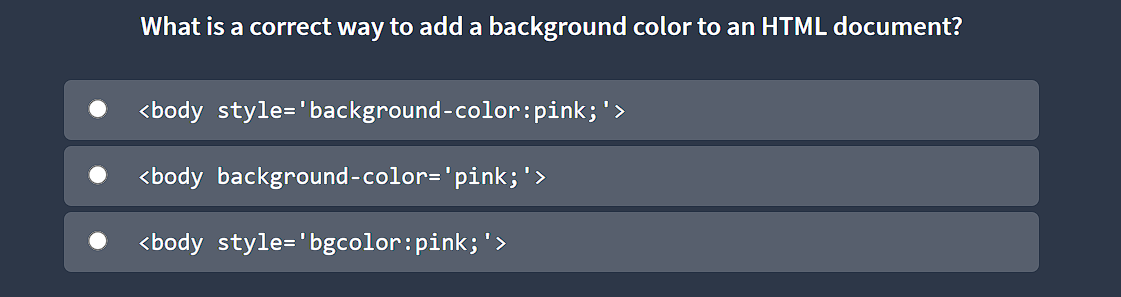 What is a correct way to add a background color to an HTML document?
<body style='background-color:pink;'>
<body background-color='pink;'>
<body style='bgcolor:pink;'>